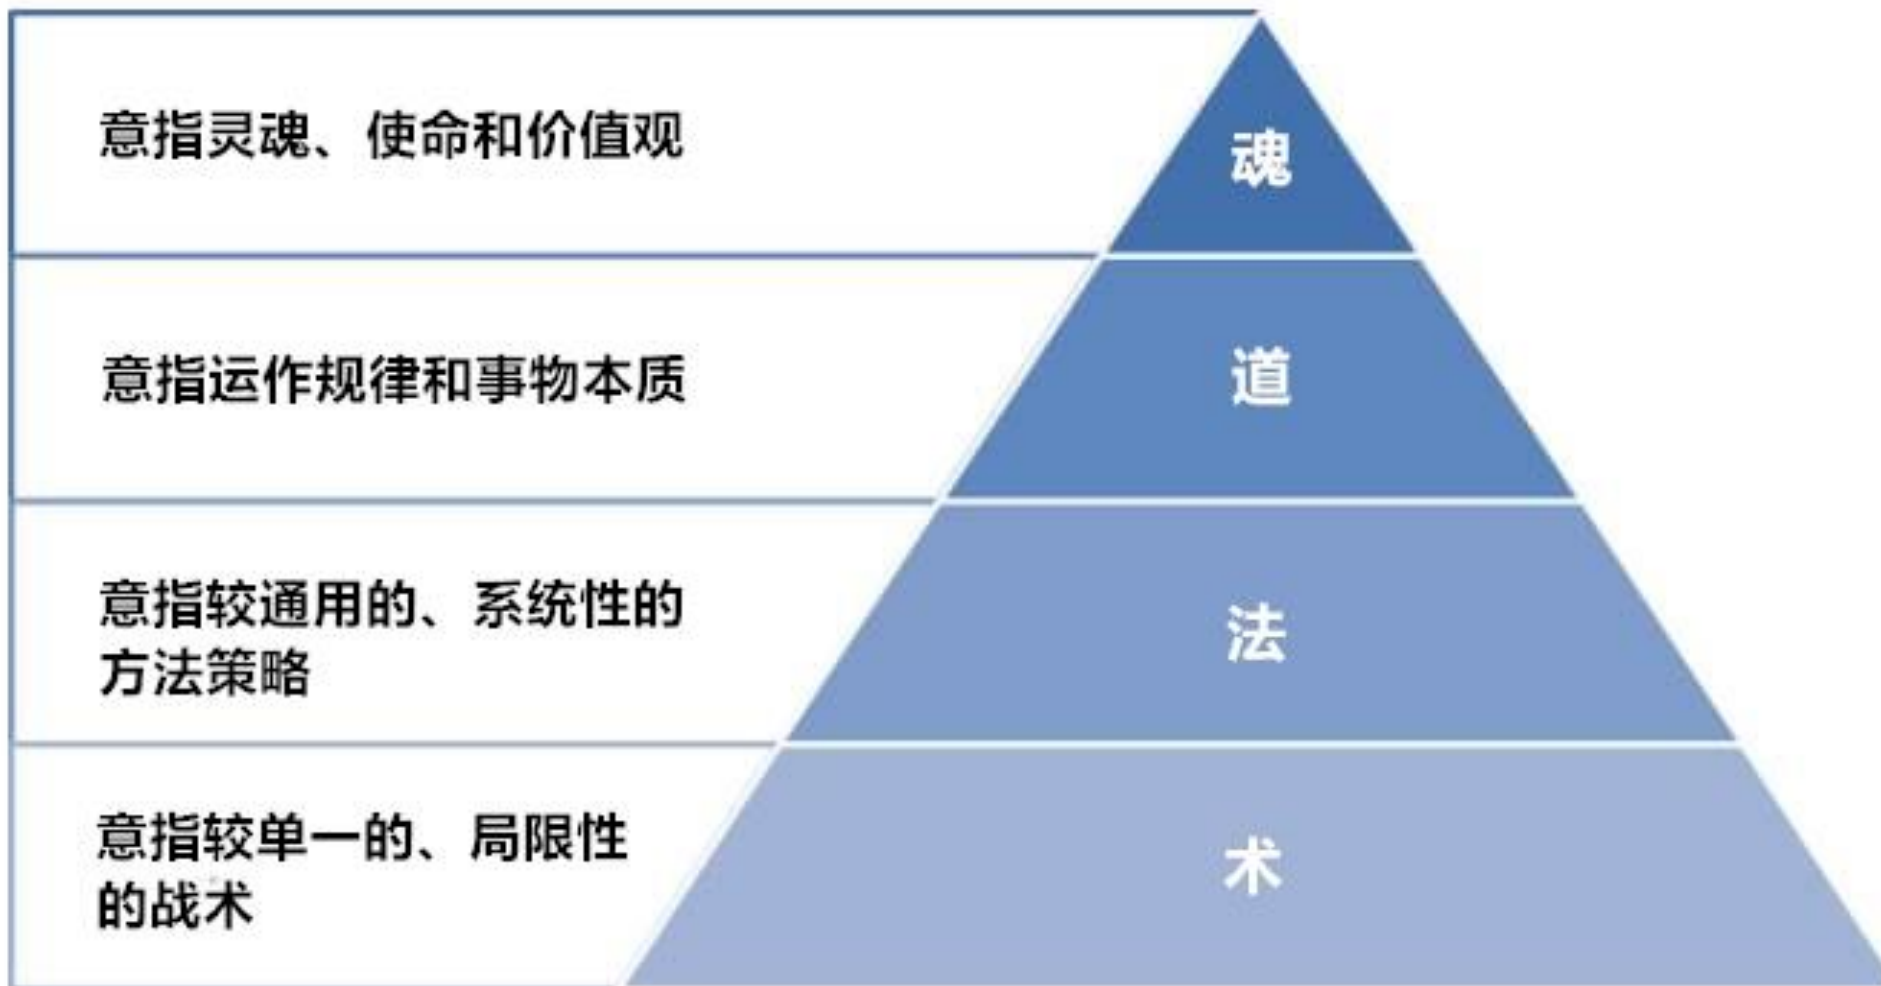 意指灵魂、使命和价值观
魂
意指运作规律和事物本质
道
意指较通用的、系统性的
方法策略
法
意指较单一的、局限性
的战术
术